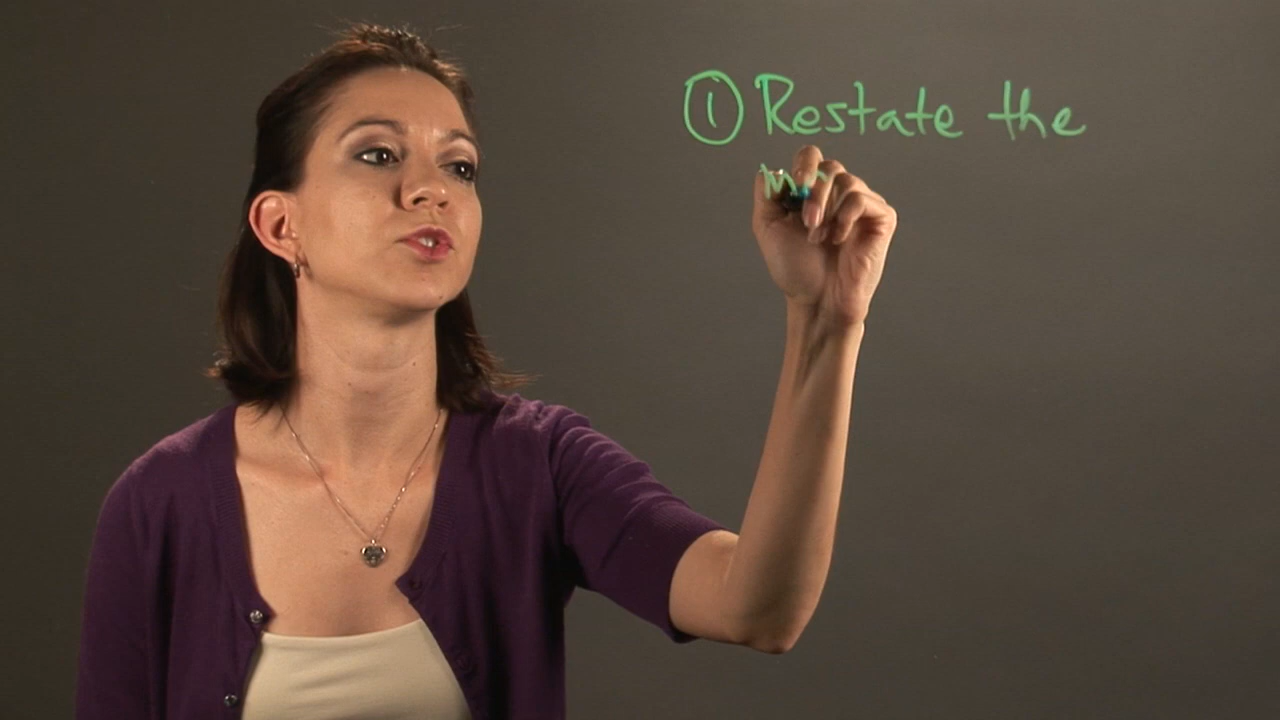 ① Restate the